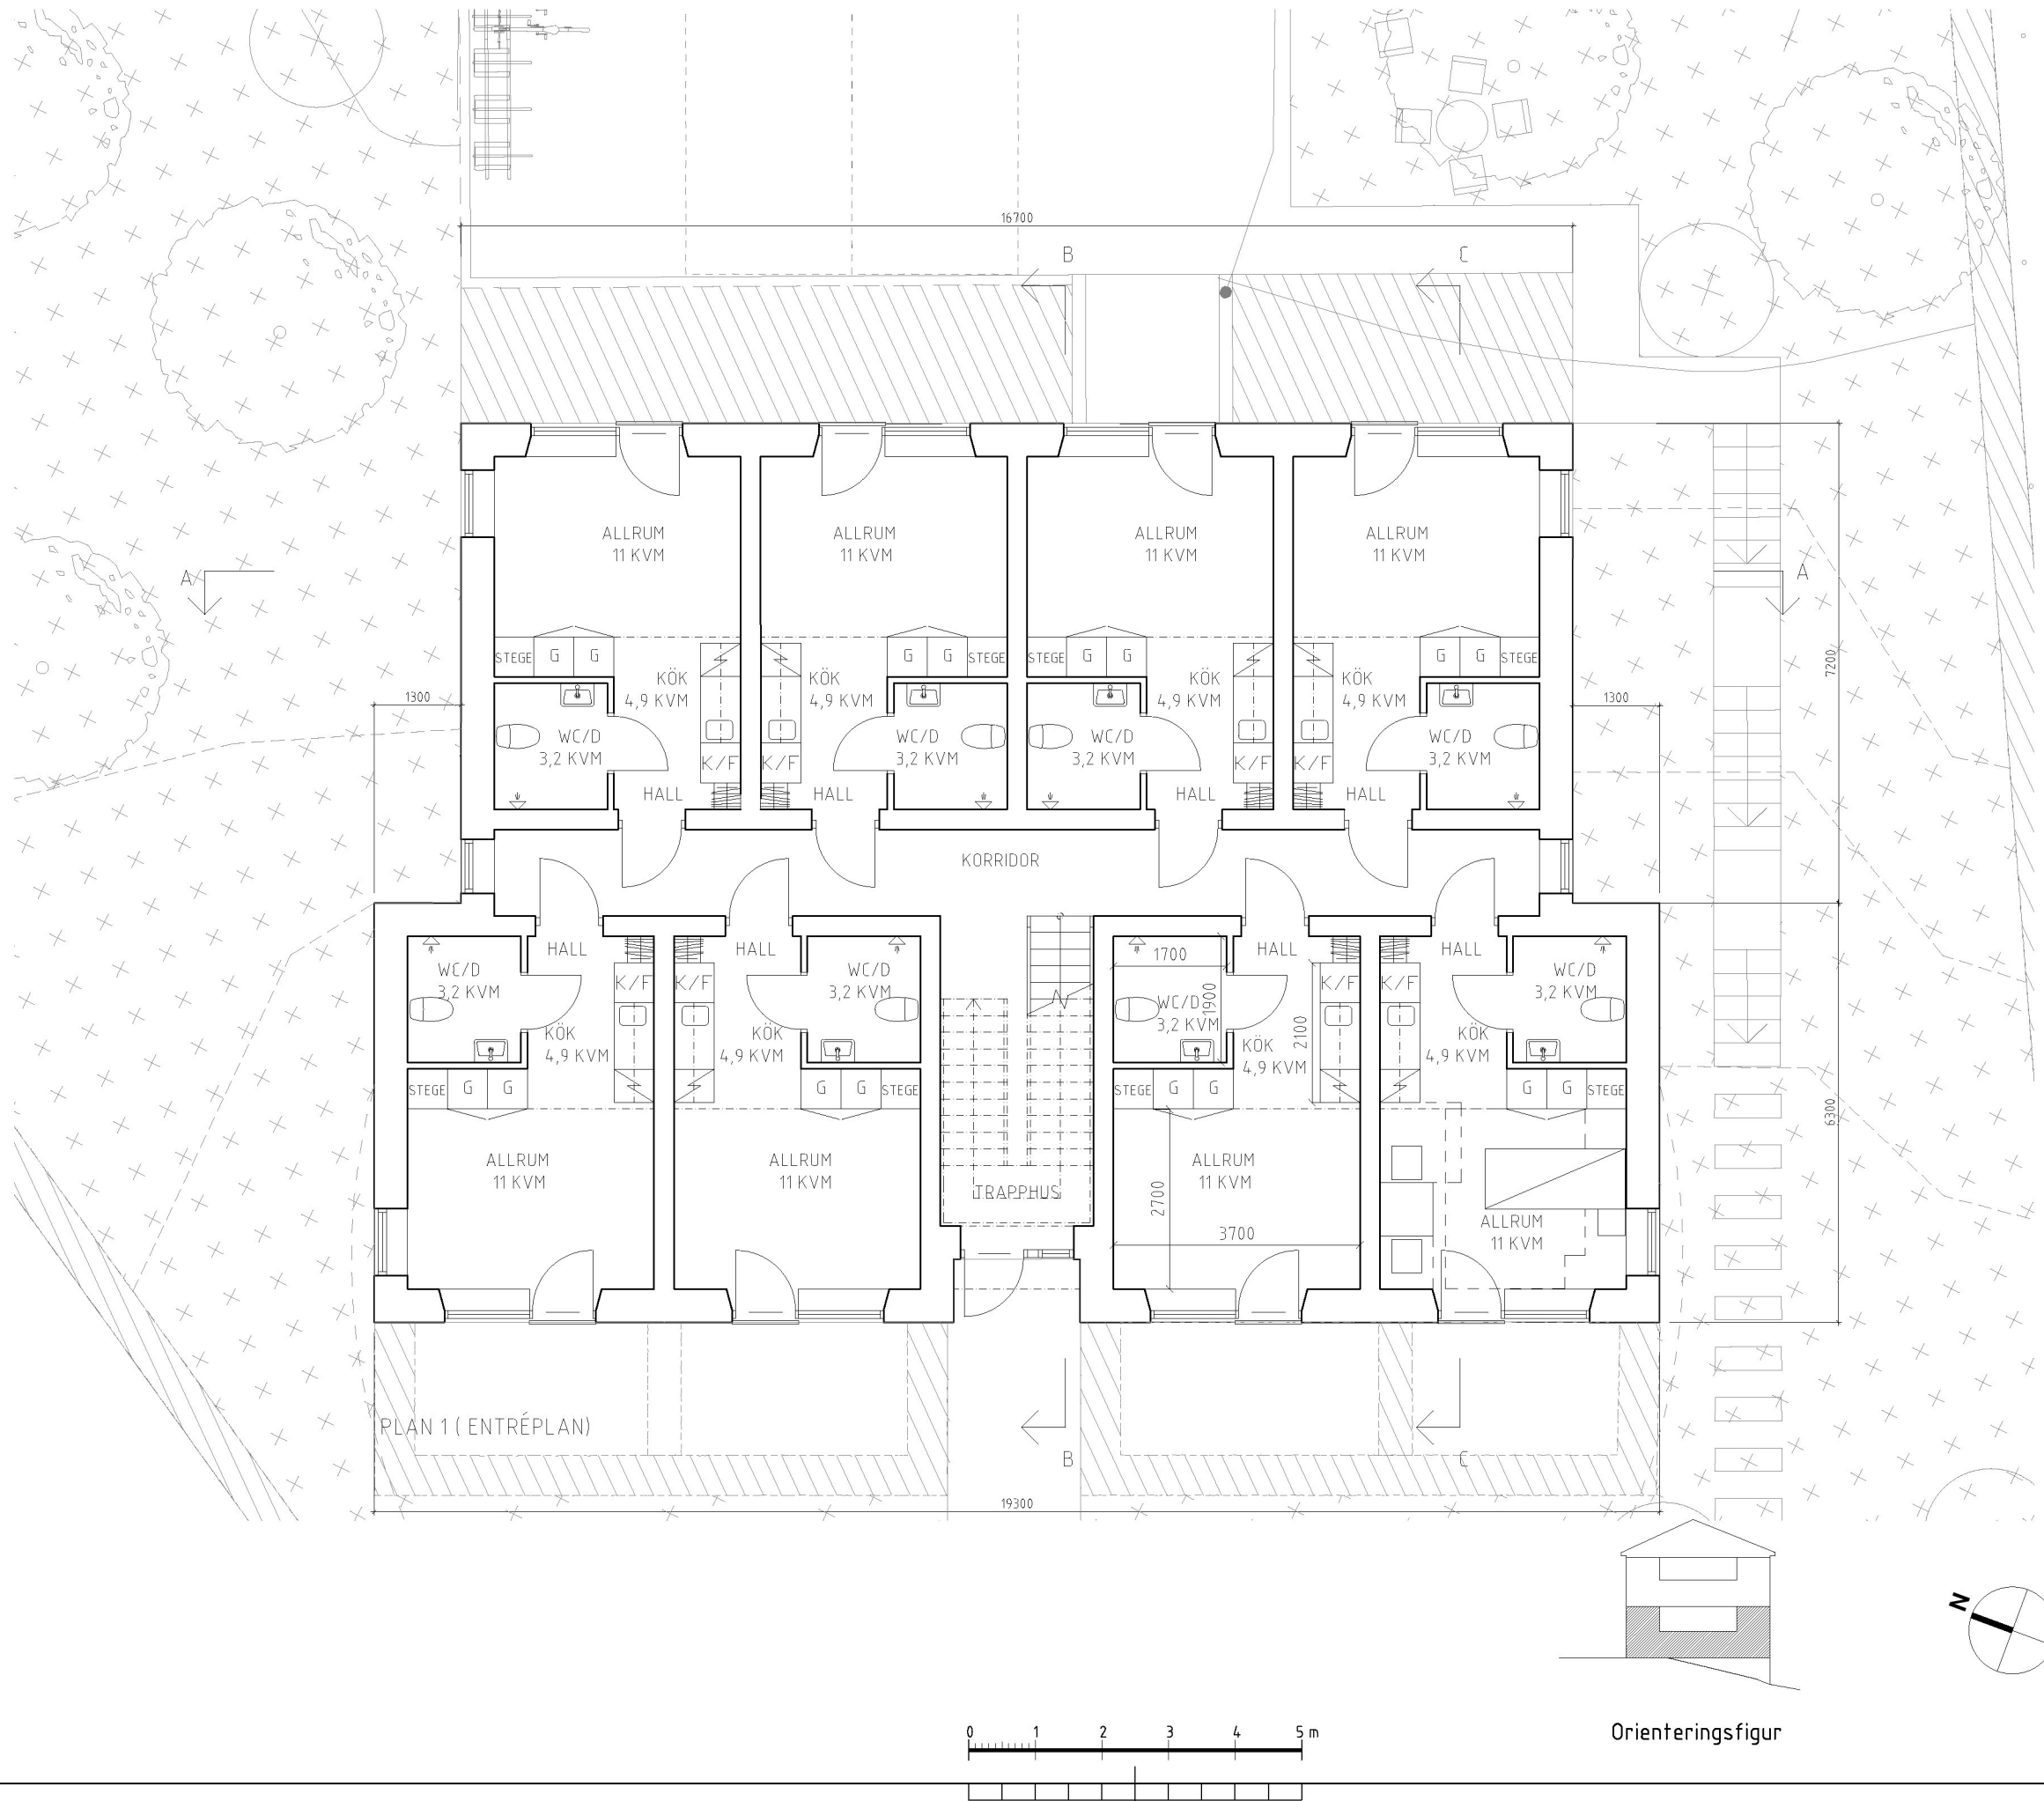 16700
B
C
ALLRUM
11 KVM
ALLRUM
11 KVM
ALLRUM
11 KVM
ALLRUM
11 KVM
A
A
STEGE G G
G G STEGE
STEGE G G
G G STEGE
7200
KÖK
4,9 KVM
KÖK
4,9 KVM
KÖK
4,9 KVM
KÖK
4,9 KVM
1300
1300
WC/D
3,2 KVM
WC/D
3,2 KVM
WC/D
3,2 KVM
WC/D
3,2 KVM
K/F
K/F
K/F
K/F
HALL
HALL
HALL
HALL
KORRIDOR
HALL
HALL
HALL
HALL
1700
WC/D
3,2 KVM
WC/D
3,2 KVM
WC/D
3,2 KVM
WC/D
3,2 KVM
K/F
K/F
K/F
K/F
1900
2100
KÖK
4,9 KVM
KÖK
4,9 KVM
KÖK
4,9 KVM
KÖK
4,9 KVM
STEGE G G
G G STEGE
STEGE G G
G G STEGE
6300
ALLRUM
11 KVM
ALLRUM
11 KVM
ALLRUM
11 KVM
ALLRUM
11 KVM
TRAPPHUS
2700
3700
PLAN 1 ( ENTRÉPLAN)
B
C
19300
N
0 1 2 3 4 5 m
Orienteringsfigur